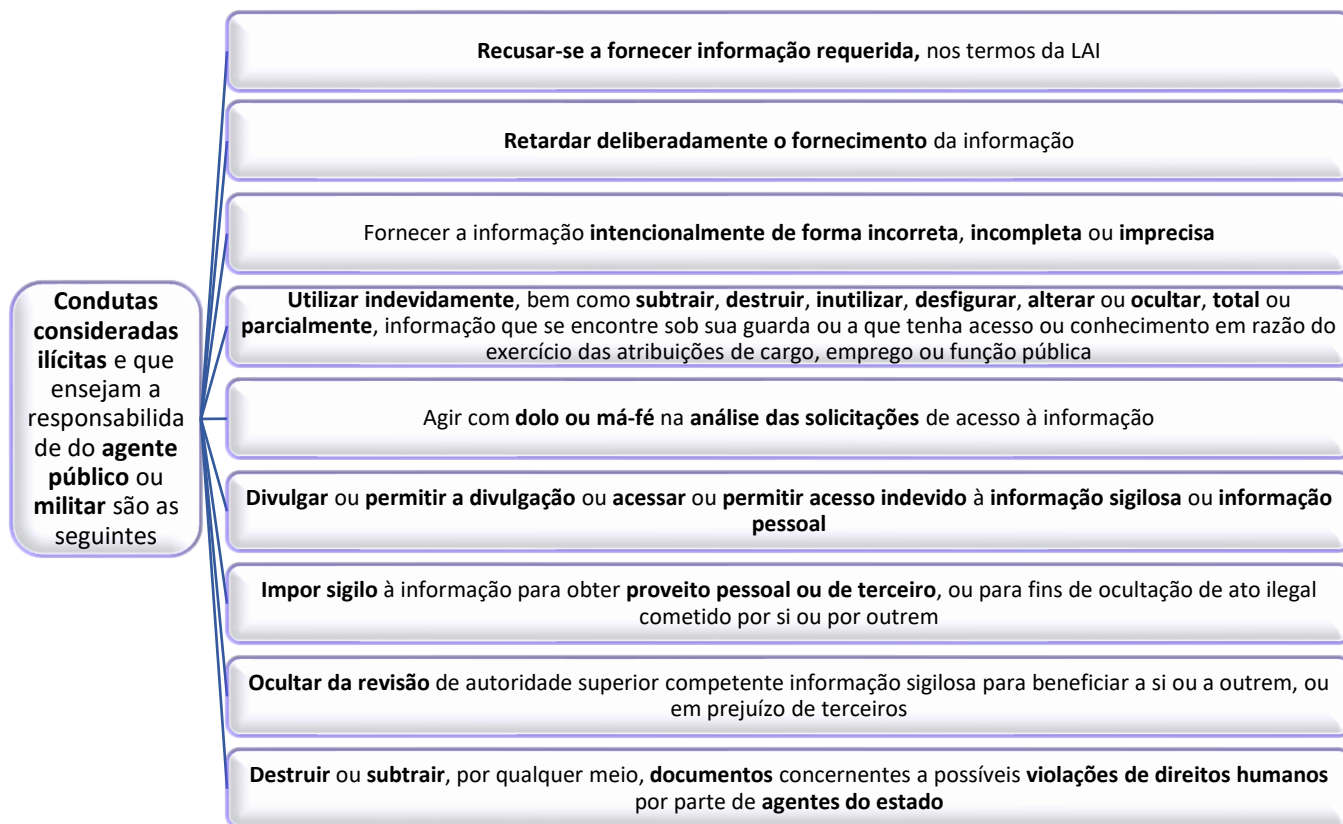 Condutas
consideradas
ilícitas e que
ensejam a
responsabilida
de do agente
público ou
militar são as
seguintes
Recusar-se a fornecer informação requerida, nos termos da LAI
Retardar deliberadamente o fornecimento da informação
Fornecer a informação intencionalmente de forma incorreta, incompleta ou imprecisa
Utilizar indevidamente, bem como subtrair, destruir, inutilizar, desfigurar, alterar ou ocultar, total ou
parcialmente, informação que se encontre sob sua guarda ou a que tenha acesso ou conhecimento em razão do
exercício das atribuições de cargo, emprego ou função pública
Agir com dolo ou má-fé na análise das solicitações de acesso à informação
Divulgar ou permitir a divulgação ou acessar ou permitir acesso indevido à informação sigilosa ou informação
pessoal
Impor sigilo à informação para obter proveito pessoal ou de terceiro, ou para fins de ocultação de ato ilegal
cometido por si ou por outrem
Ocultar da revisão de autoridade superior competente informação sigilosa para beneficiar a si ou a outrem, ou
em prejuízo de terceiros
Destruir ou subtrair, por qualquer meio, documentos concernentes a possíveis violações de direitos humanos
por parte de agentes do estado